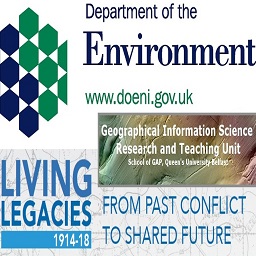 Department of the
Environment
www.doeni.gov.uk
Geographical Information Science
Research and Teaching Unit
School of GAP, Queen's University Belfast
LIVING
LEGACIES
1914-18
FROM PAST CONFLICT
TO SHARED FUTURE